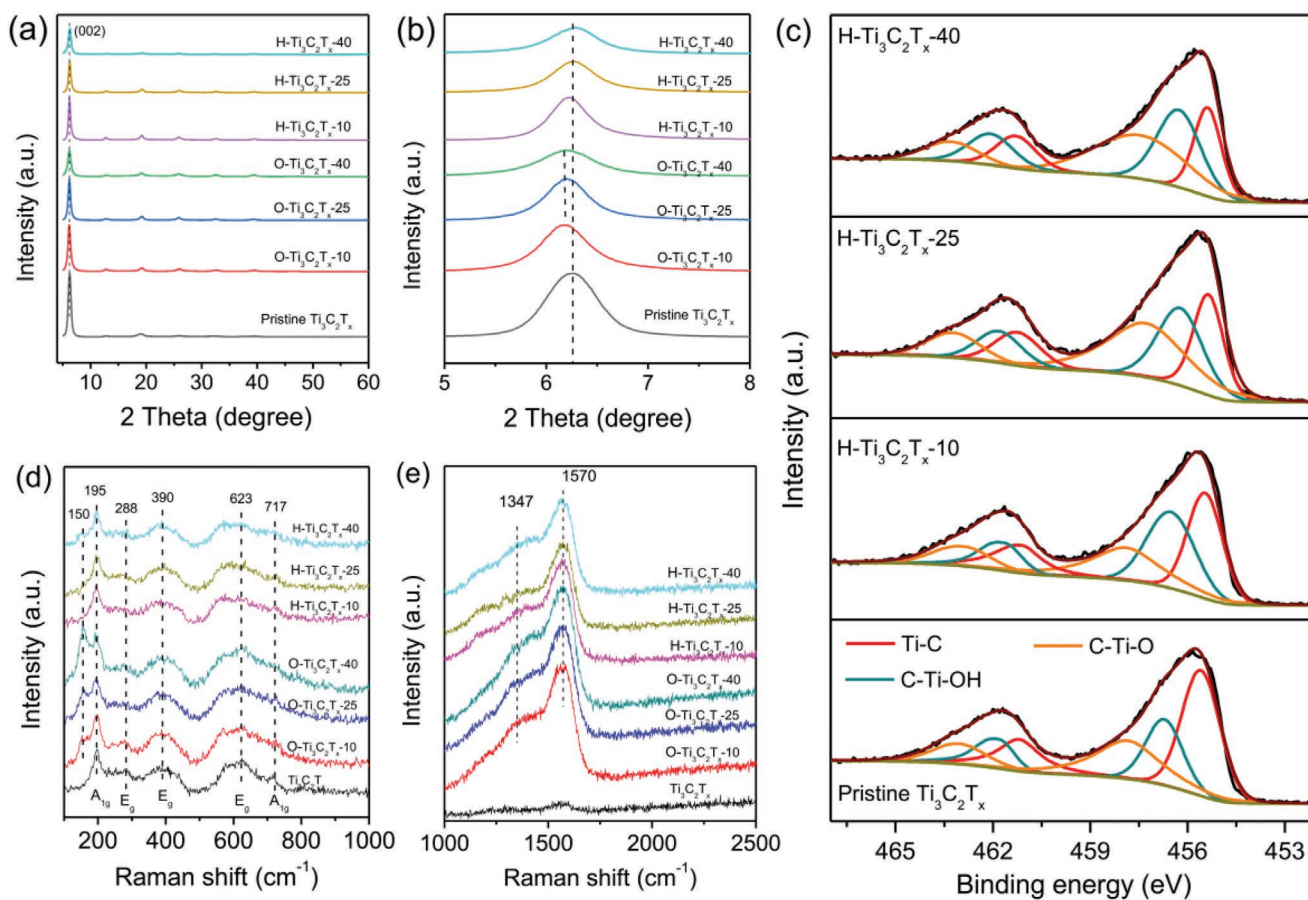 (a)
(002)
H-Ti₃C₂Tₓ-40
H-Ti₃C₂Tₓ-25
H-Ti₃C₂Tₓ-10
O-Ti₃C₂Tₓ-40
O-Ti₃C₂Tₓ-25
O-Ti₃C₂Tₓ-10
Pristine Ti₃C₂Tₓ
Intensity (a.u.)
10 20 30 40 50 60
2 Theta (degree)
(b)
H-Ti₃C₂Tₓ-40
H-Ti₃C₂Tₓ-25
H-Ti₃C₂Tₓ-10
O-Ti₃C₂Tₓ-40
O-Ti₃C₂Tₓ-25
O-Ti₃C₂Tₓ-10
Pristine Ti₃C₂Tₓ
Intensity (a.u.)
5 6 7 8
2 Theta (degree)
(c)
H-Ti₃C₂Tₓ-40
H-Ti₃C₂Tₓ-25
H-Ti₃C₂Tₓ-10
Ti-C
C-Ti-O
C-Ti-OH
Pristine Ti₃C₂Tₓ
Intensity (a.u.)
465 462 459 456 453
Binding energy (eV)
(d)
150 195 288 390 623 717
H-Ti₃C₂Tₓ-40
H-Ti₃C₂Tₓ-25
H-Ti₃C₂Tₓ-10
O-Ti₃C₂Tₓ-40
O-Ti₃C₂Tₓ-25
O-Ti₃C₂Tₓ-10
Ti₃C₂Tₓ
A₁g Eg Eg Eg A₁g
Intensity (a.u.)
200 400 600 800 1000
Raman shift (cm⁻¹)
(e)
1347 1570
H-Ti₃C₂Tₓ-40
H-Ti₃C₂Tₓ-25
H-Ti₃C₂Tₓ-10
O-Ti₃C₂Tₓ-40
O-Ti₃C₂Tₓ-25
O-Ti₃C₂Tₓ-10
Ti₃C₂Tₓ
Intensity (a.u.)
1000 1500 2000 2500
Raman shift (cm⁻¹)